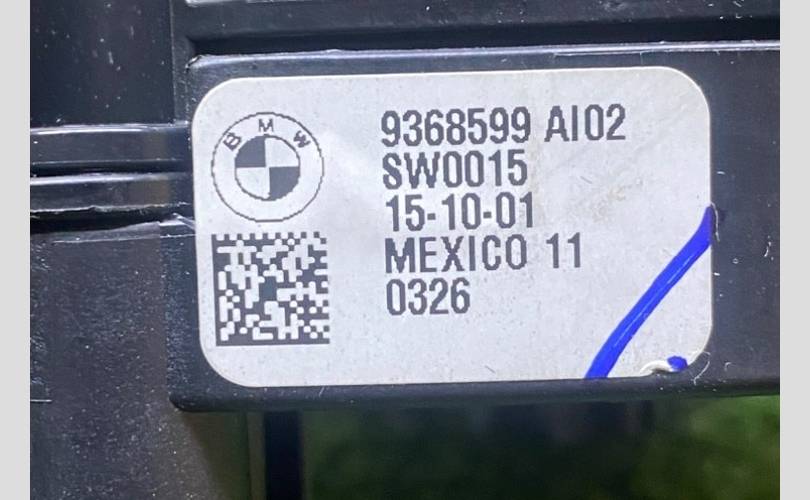 BMW
9368599 AI02
SW0015
15-10-01
MEXICO 11
0326